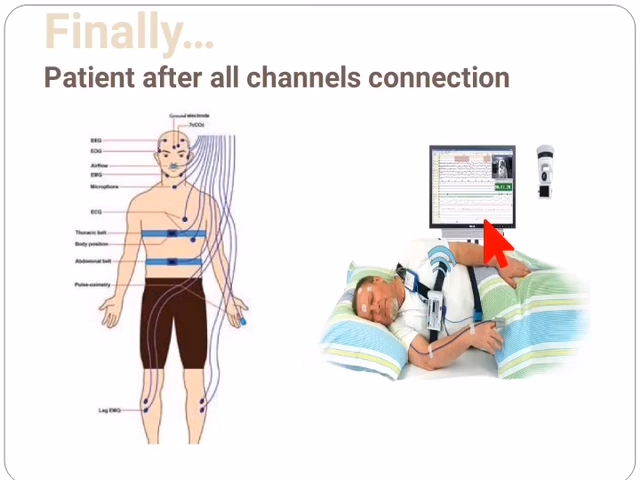 Finally...
Patient after all channels connection
Ground electrode
TcCO2
EEG
EOG
Airflow
EMG
Microphone
ECG
Thoracic belt
Body position
Abdominal belt
Pulse-oximetry
Leg EMG